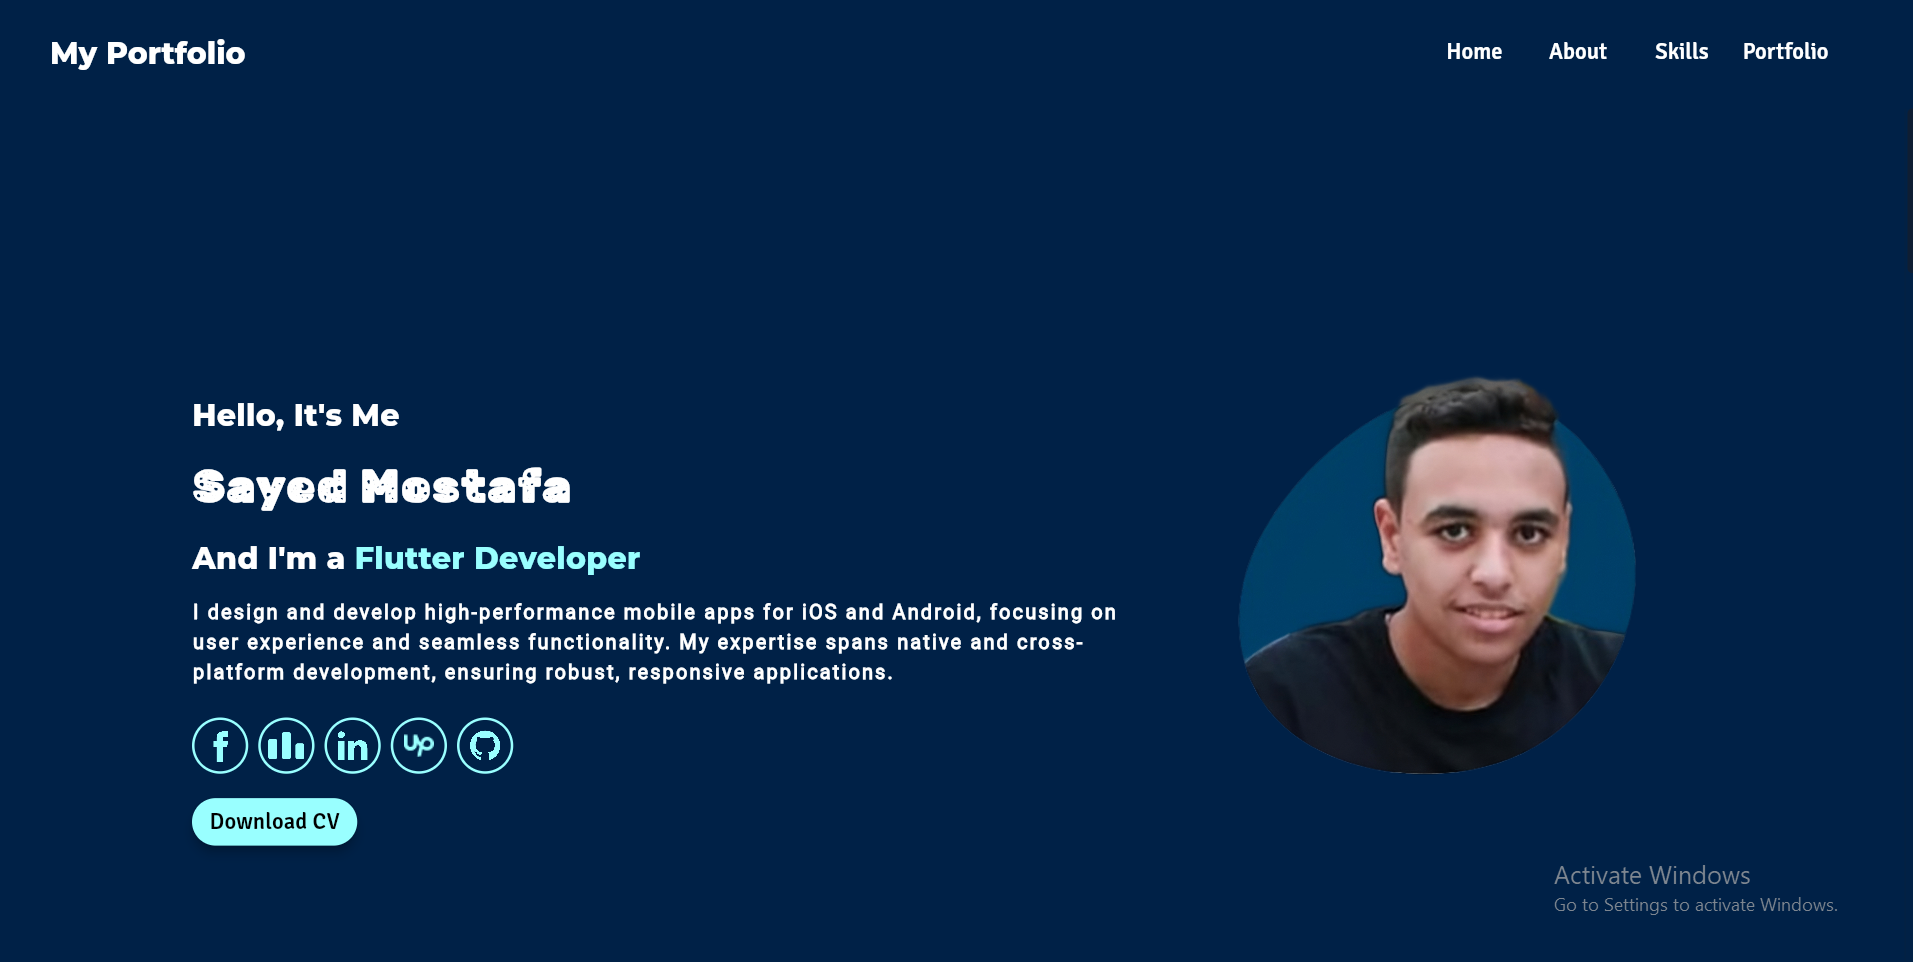 My Portfolio
Home About Skills Portfolio
Hello, It's Me
Sayed Mostafa
And I'm a Flutter Developer
I design and develop high-performance mobile apps for iOS and Android, focusing on
user experience and seamless functionality. My expertise spans native and cross-
platform development, ensuring robust, responsive applications.
f in Up
Download CV
Activate Windows
Go to Settings to activate Windows.